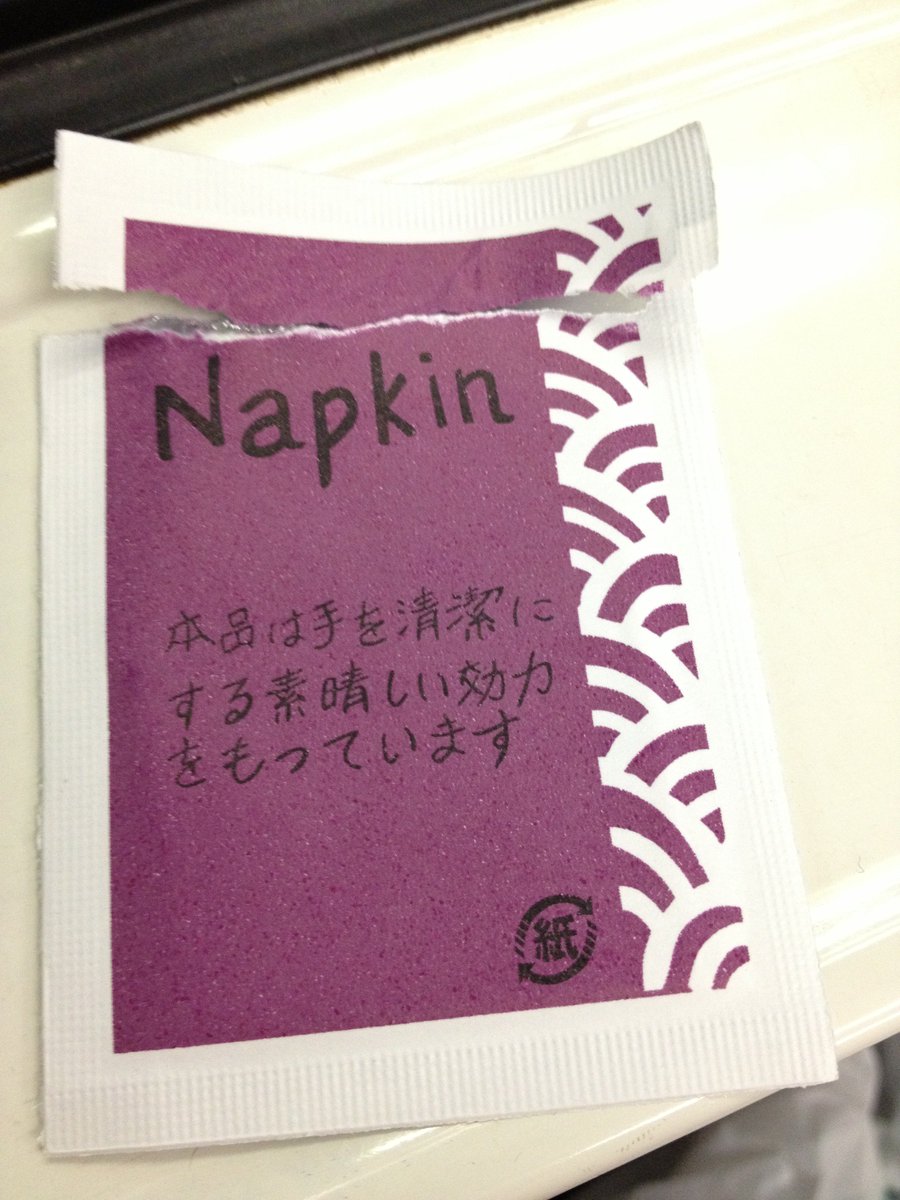 Napkin
本品は手を清潔に
する素晴しい効力
をもっています
紙